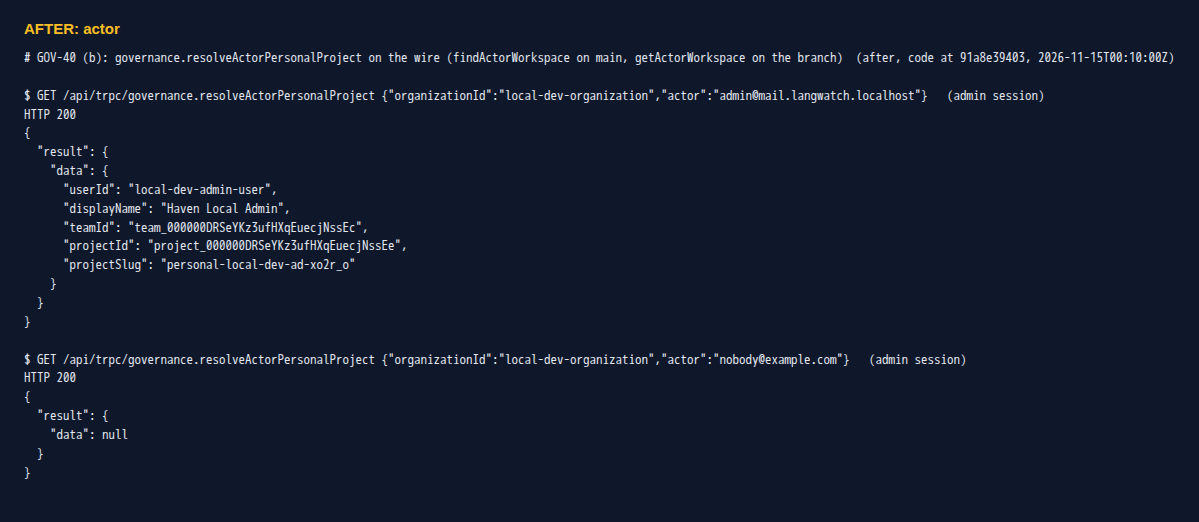 AFTER: actor
# GOV-40 (b): governance.resolveActorPersonalProject on the wire (findActorWorkspace on main, getActorWorkspace on the branch)  (after, code at 91a8e39403, 2026-11-15T00:10:00Z)
$ GET /api/trpc/governance.resolveActorPersonalProject {"organizationId":"local-dev-organization","actor":"admin@mail.langwatch.localhost"}   (admin session)
HTTP 200
{
  "result": {
    "data": {
      "userId": "local-dev-admin-user",
      "displayName": "Haven Local Admin",
      "teamId": "team_000000DRSeYKz3ufHXqEuecjNssEc",
      "projectId": "project_000000DRSeYKz3ufHXqEuecjNssEe",
      "projectSlug": "personal-local-dev-ad-xo2r_o"
    }
  }
}
$ GET /api/trpc/governance.resolveActorPersonalProject {"organizationId":"local-dev-organization","actor":"nobody@example.com"}   (admin session)
HTTP 200
{
  "result": {
    "data": null
  }
}